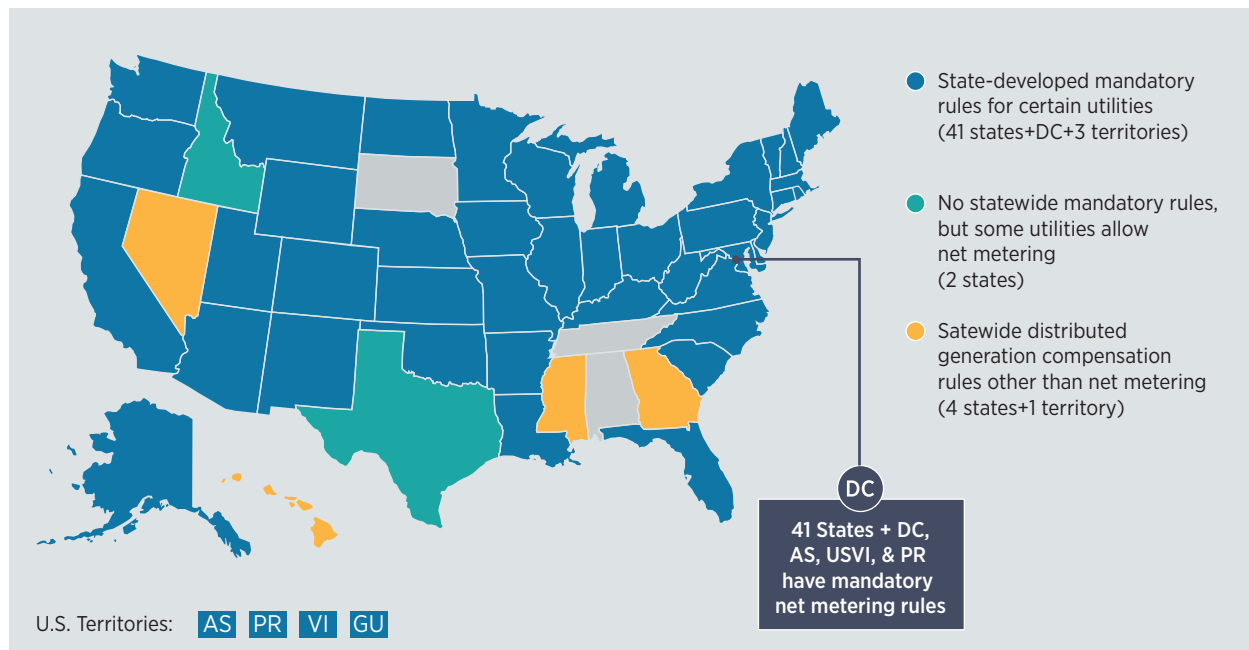 State-developed mandatory
rules for certain utilities
(41 states+DC+3 territories)
No statewide mandatory rules,
but some utilities allow
net metering
(2 states)
Satewide distributed
generation compensation
rules other than net metering
(4 states+1 territory)
DC
41 States + DC,
AS, USVI, & PR
have mandatory
net metering rules
U.S. Territories: AS PR VI GU